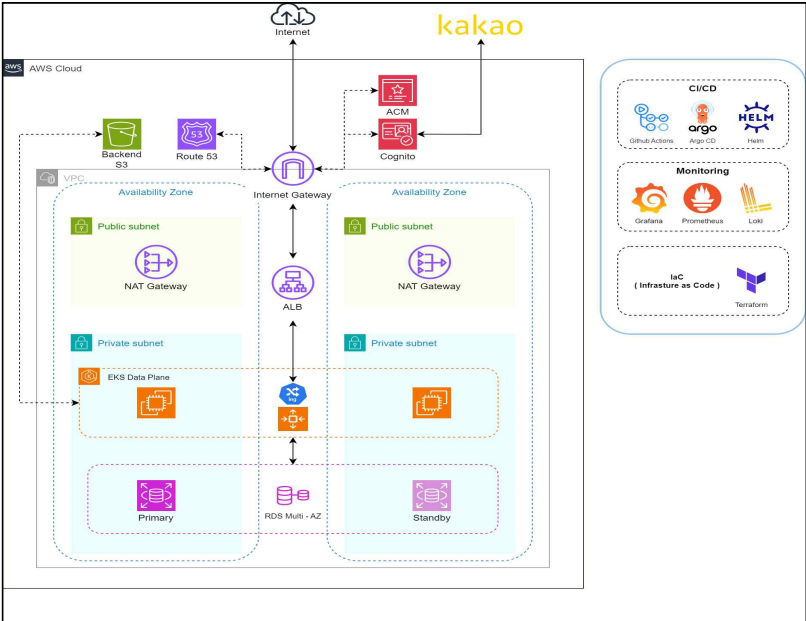 Internet
kakao
aws
AWS Cloud
ACM
53
Backend
S3
Route 53
Cognito
VPC
Internet Gateway
Availability Zone
Availability Zone
Public subnet
Public subnet
NAT Gateway
NAT Gateway
ALB
Private subnet
Private subnet
EKS Data Plane
ing
Primary
RDS Multi - AZ
Standby
CI/CD
argo
HELM
Github Actions
Argo CD
Helm
Monitoring
Grafana
Prometheus
Loki
IaC
( Infrasture as Code )
Terraform